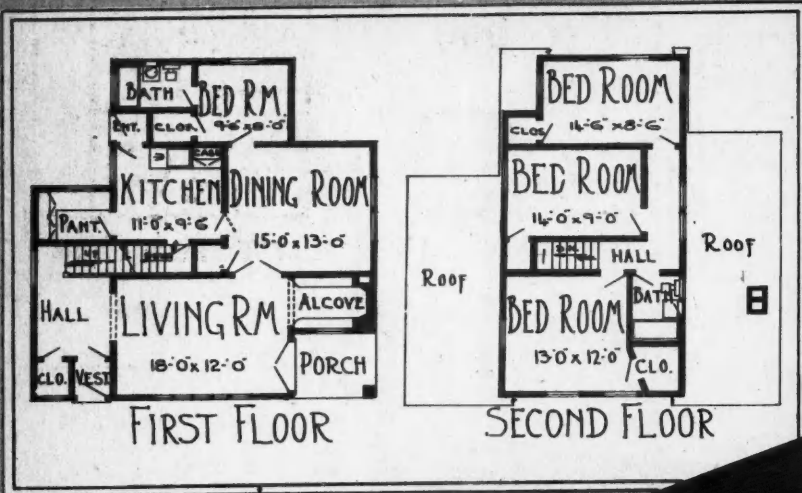 BATH
BED RM.
9'-6" x 8'-0"
ENT.
CLOS.
KITCHEN
11'-0" x 9'-6"
DINING ROOM
15'-0" x 13'-0"
PANT.
HALL
LIVING RM
18'-0" x 12'-0"
ALCOVE
PORCH
CLO.
VEST.
FIRST FLOOR
BED ROOM
14'-6" x 8'-6"
CLOS.
BED ROOM
14'-0" x 9'-0"
DN.
HALL
ROOF
ROOF
BATH
BED ROOM
13'-0" x 12'-0"
CLO.
SECOND FLOOR